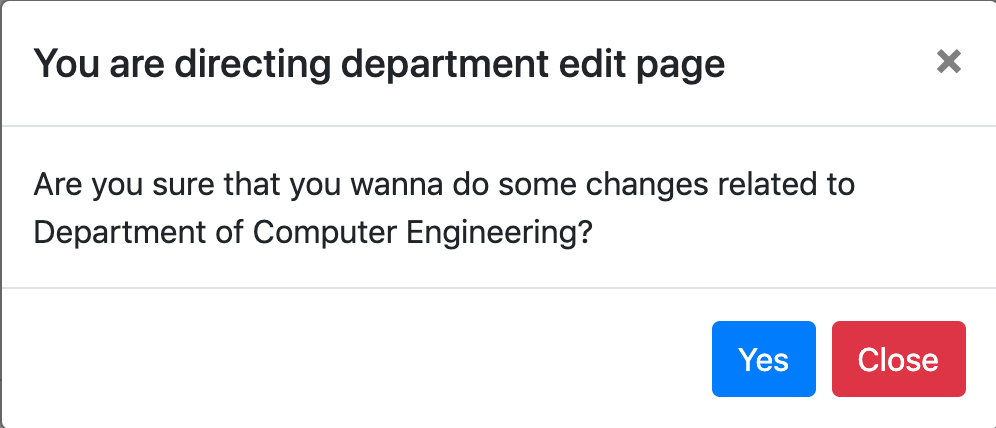 You are directing department edit page
Are you sure that you wanna do some changes related to
Department of Computer Engineering?
Yes
Close